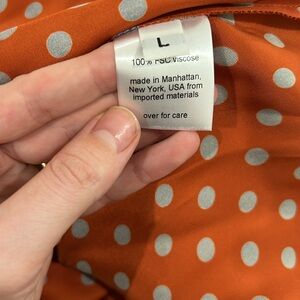 L
100% FSC Viscose
made in Manhattan,
New York, USA from
imported materials
over for care